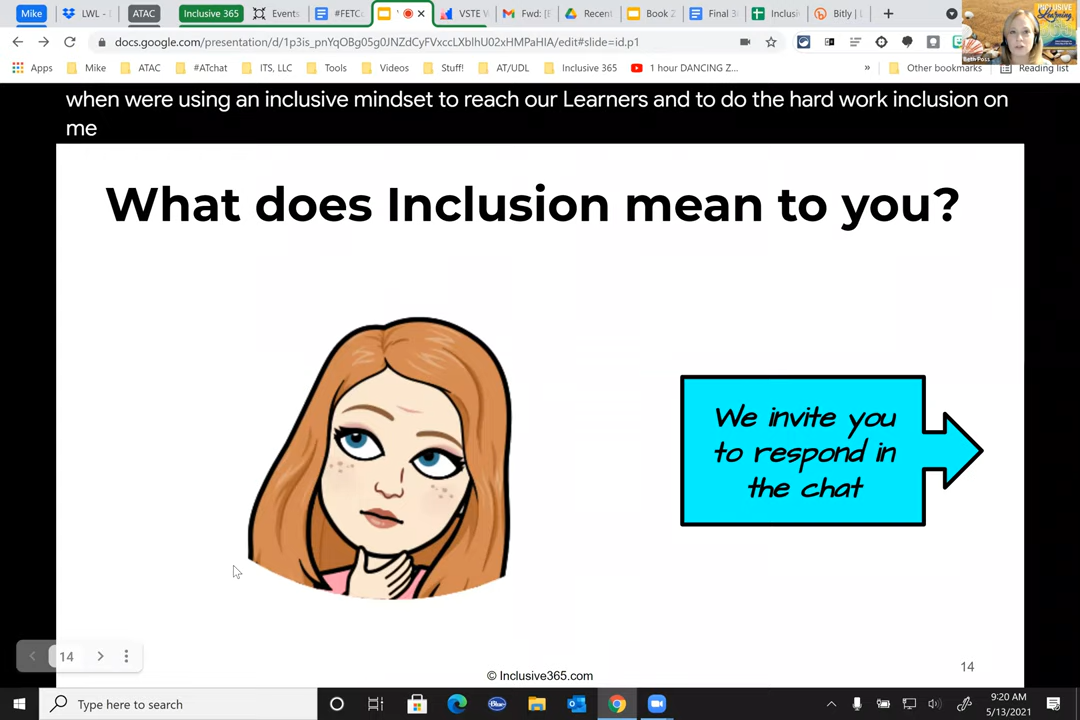 Mike
LWL -
ATAC
Inclusive 365
Events
#FETC
VSTE
Fwd: [
Recent
Book 2
Final 3
Inclusi
Bitly | L
docs.google.com/presentation/d/1p3is_pnYqOBg05g0JNZdCyFVxccLXblhU02xHMPaHIA/edit#slide=id.p1
Apps
Mike
ATAC
#ATchat
ITS, LLC
Tools
Videos
Stuff!
AT/UDL
Inclusive 365
1 hour DANCING Z...
»
Other bookmarks
Reading list
Beth Poss
when were using an inclusive mindset to reach our Learners and to do the hard work inclusion on
me
What does Inclusion mean to you?
We invite you
to respond in
the chat
14
© Inclusive365.com
14
Type here to search
9:20 AM
5/13/2021